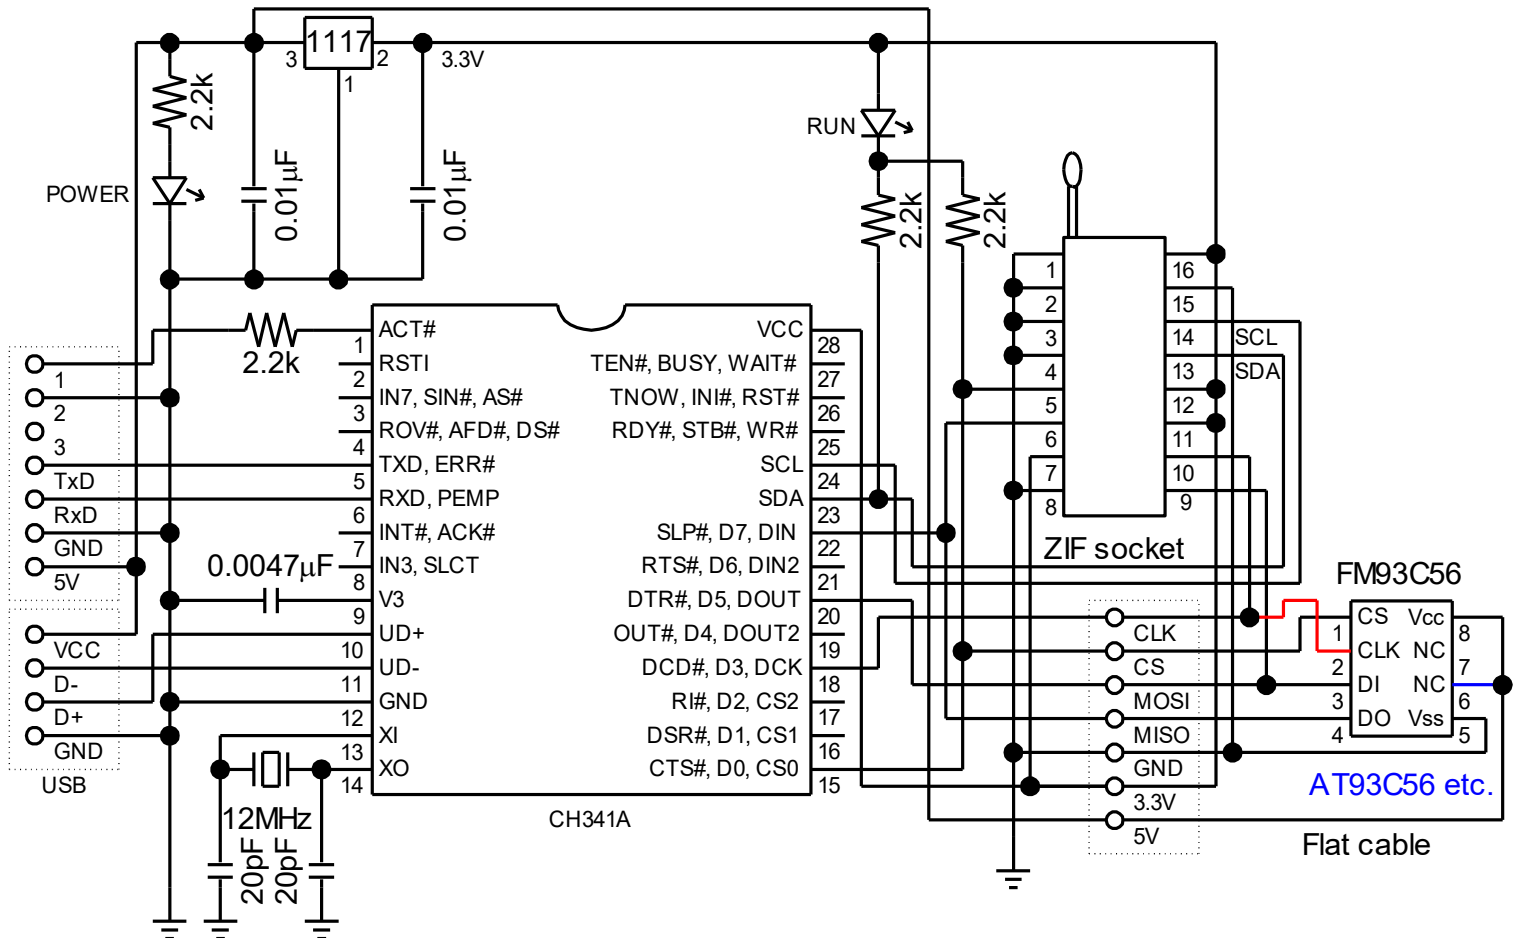 1117
3
2
1
3.3V
2.2k
0.01µF
0.01µF
POWER
RUN
2.2k
2.2k
2.2k
1
2
3
TxD
RxD
GND
5V
VCC
D-
D+
GND
USB
0.0047µF
12MHz
20pF
20pF
ACT#
1
RSTI
2
IN7, SIN#, AS#
3
ROV#, AFD#, DS#
4
TXD, ERR#
5
RXD, PEMP
6
INT#, ACK#
7
IN3, SLCT
8
V3
9
UD+
10
UD-
11
GND
12
XI
13
XO
14
VCC
28
TEN#, BUSY, WAIT#
27
TNOW, INI#, RST#
26
RDY#, STB#, WR#
25
SCL
24
SDA
23
SLP#, D7, DIN
22
RTS#, D6, DIN2
21
DTR#, D5, DOUT
20
OUT#, D4, DOUT2
19
DCD#, D3, DCK
18
RI#, D2, CS2
17
DSR#, D1, CS1
16
CTS#, D0, CS0
15
CH341A
1
2
3
4
5
6
7
8
16
15
14
13
12
11
10
9
SCL
SDA
ZIF socket
CLK
CS
MOSI
MISO
GND
3.3V
5V
FM93C56
CS
1
CLK
2
DI
3
DO
4
Vcc
8
NC
7
NC
6
Vss
5
AT93C56 etc.
Flat cable